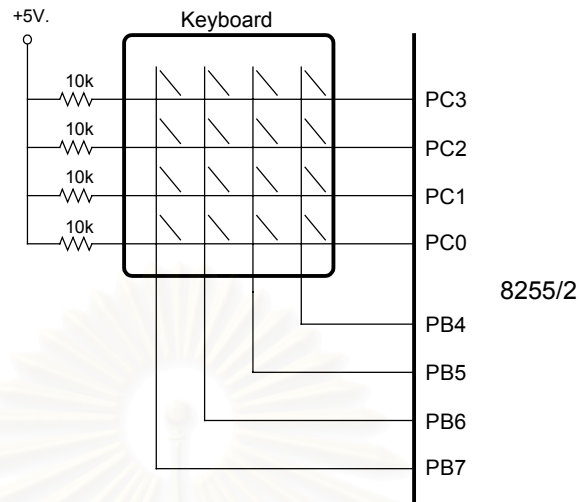 +5V.
Keyboard
10k
PC3
10k
PC2
10k
PC1
10k
PC0
8255/2
PB4
PB5
PB6
PB7